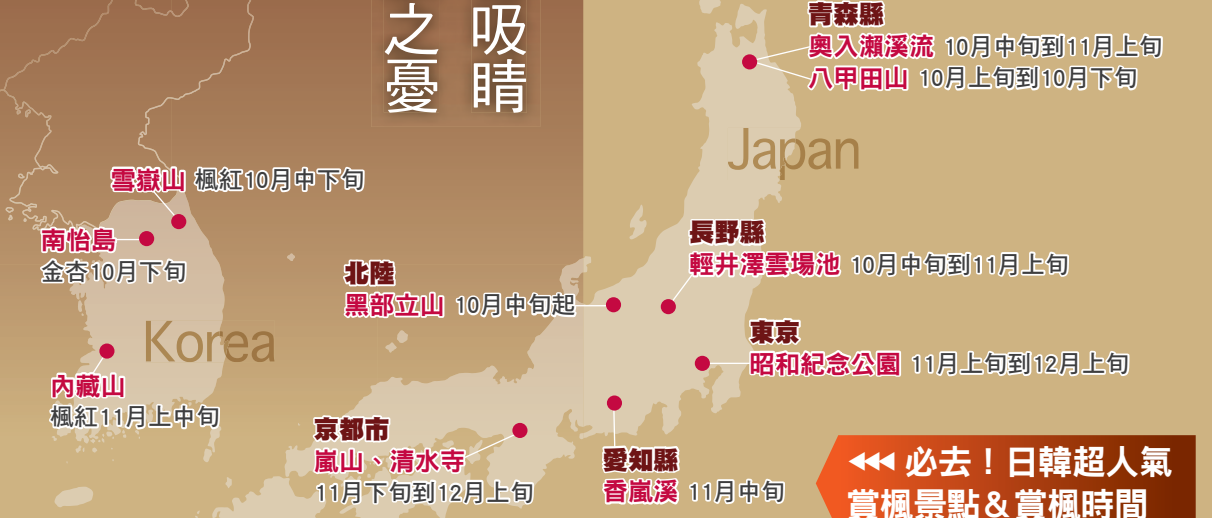 吸睛
之憂
青森縣
奧入瀨溪流 10月中旬到11月上旬
八甲田山 10月上旬到10月下旬
Japan
雪嶽山 楓紅10月中下旬
南怡島
金杏10月下旬
長野縣
輕井澤雲場池 10月中旬到11月上旬
北陸
黑部立山 10月中旬起
Korea
東京
昭和紀念公園 11月上旬到12月上旬
內藏山
楓紅11月上中旬
京都市
嵐山、清水寺
11月下旬到12月上旬
愛知縣
香嵐溪 11月中旬
必去！日韓超人氣
賞楓景點＆賞楓時間